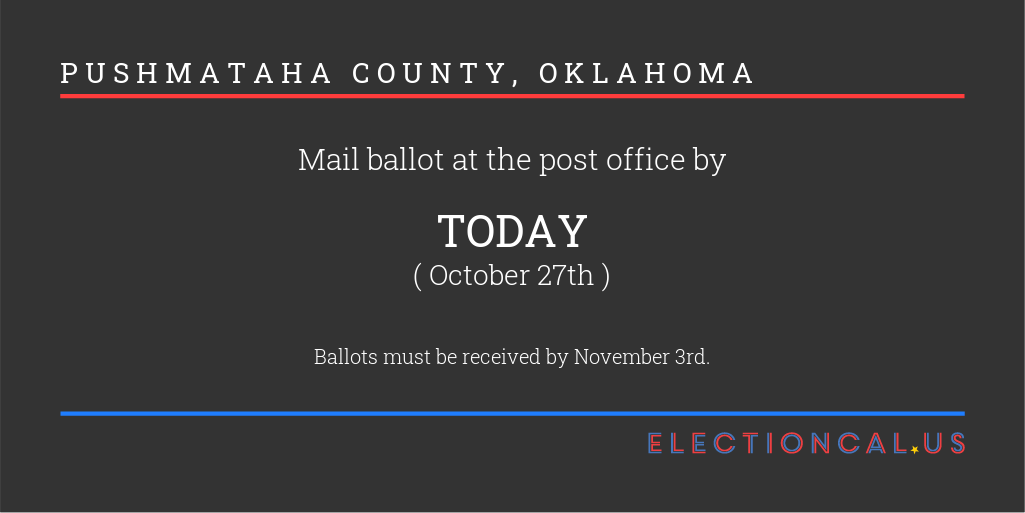 PUSHMATAHA COUNTY, OKLAHOMA
Mail ballot at the post office by
TODAY
( October 27th )
Ballots must be received by November 3rd.
ELECTIONCAL.US